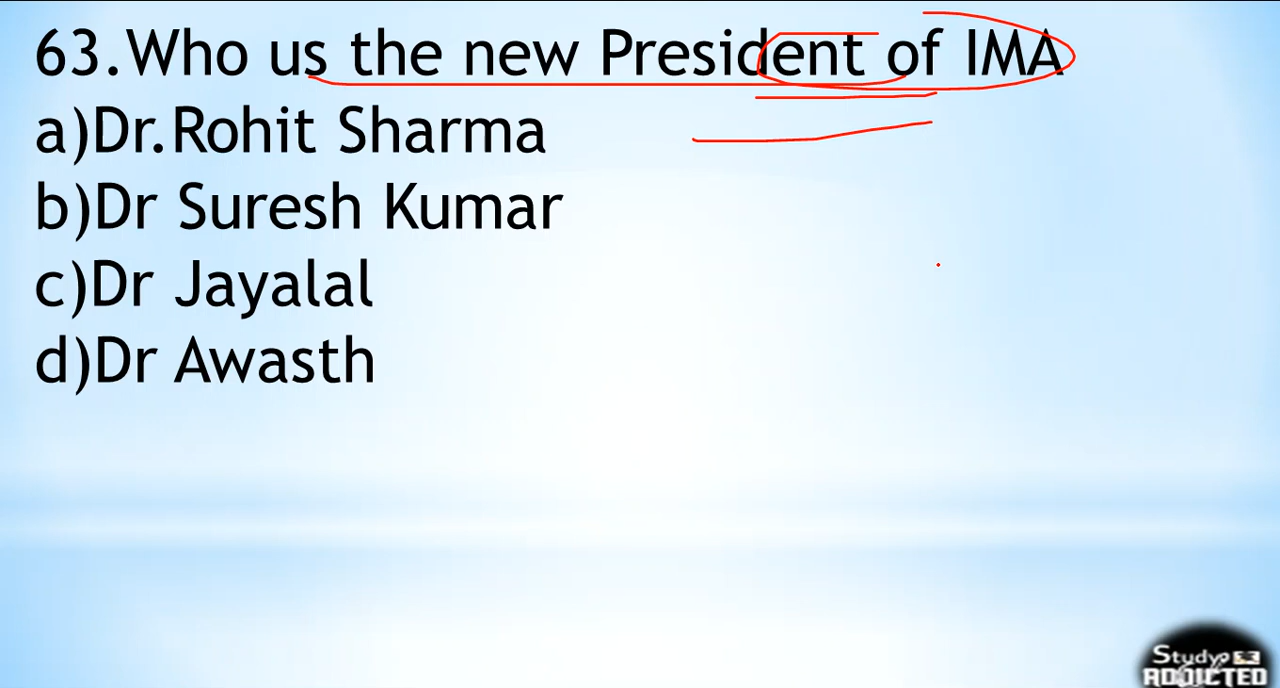 63.Who us the new President of IMA
a)Dr.Rohit Sharma
b)Dr Suresh Kumar
c)Dr Jayalal
d)Dr Awasth
Study
ADDICTED